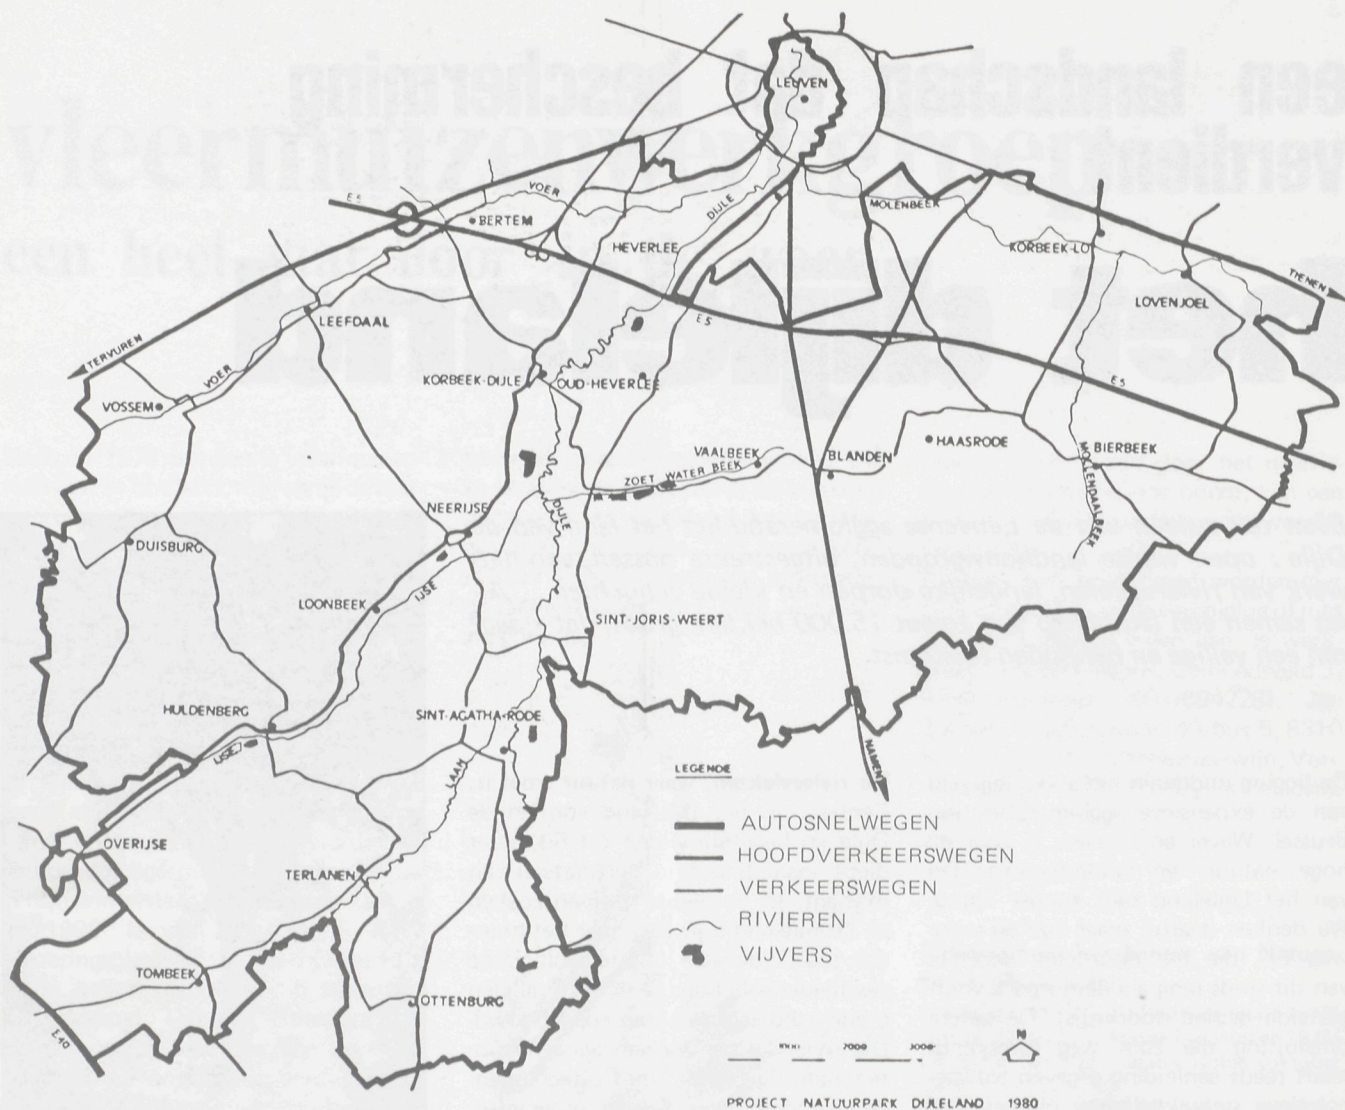 LEUVEN
VOER
E5
BERTEM
DIJLE
MOLENBEEK
HEVERLEE
KORBEEK-LO
TIENEN
LOVENJOEL
LEEFDAAL
E5
TERVUREN
VOER
KORBEEK-DIJLE
OUD-HEVERLEE
E5
VOSSEM
HAASRODE
BIERBEEK
VAALBEEK
BLANDEN
ZOET WATER BEEK
MOLENDAALBEEK
NEERIJSE
DIJLE
DUISBURG
IJSE
LOONBEEK
SINT-JORIS-WEERT
HULDENBERG
SINT-AGATHA-RODE
IJSE
LAAN
NAMEN
LEGENDE
AUTOSNELWEGEN
HOOFDVERKEERSWEGEN
VERKEERSWEGEN
RIVIEREN
VIJVERS
OVERIJSE
TERLANEN
TOMBEEK
OTTENBURG
N
PROJECT NATUURPARK DIJLELAND 1980